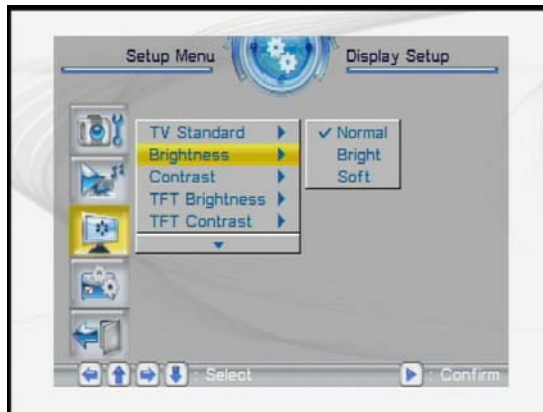 Setup Menu
Display Setup
TV Standard
Brightness
Contrast
TFT Brightness
TFT Contrast
✓ Normal
Bright
Soft
: Select
: Confirm